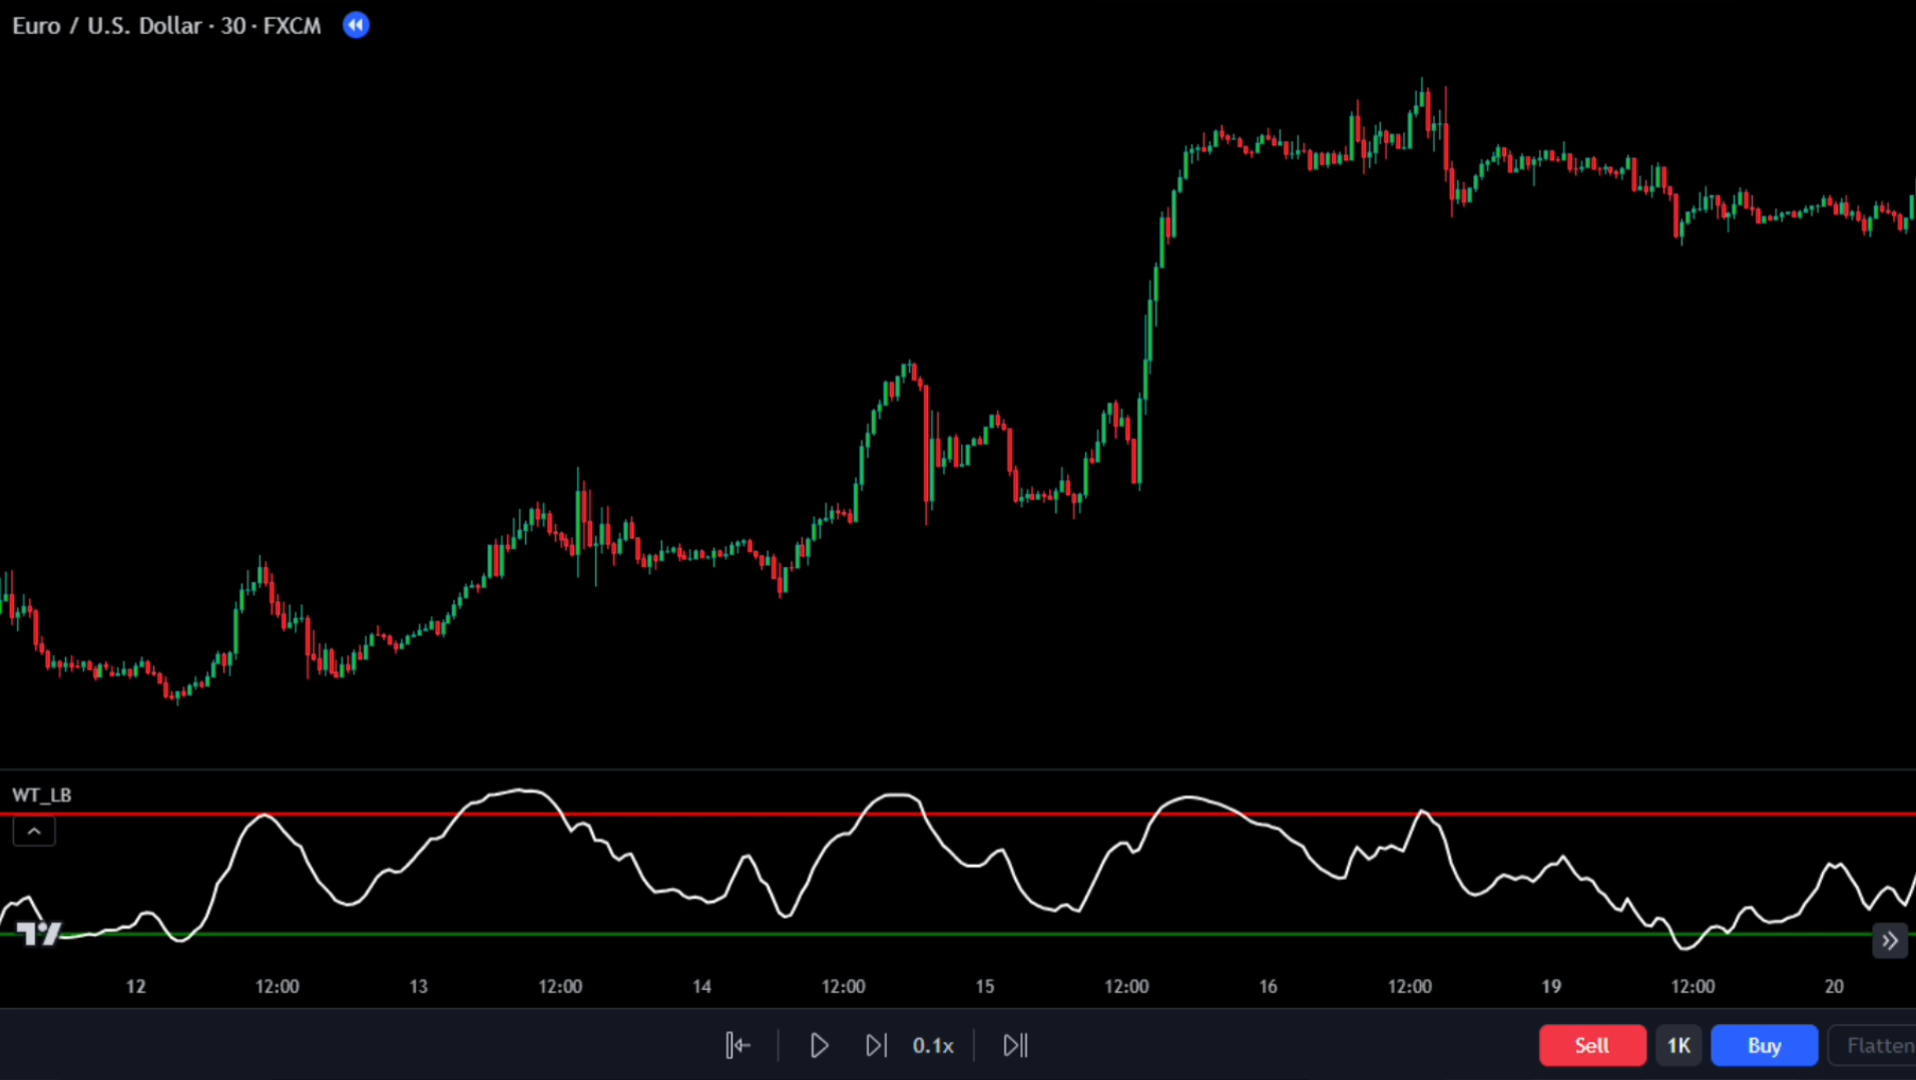 Euro / U.S. Dollar · 30 · FXCM
WT_LB
12 12:00 13 12:00 14 12:00 15 12:00 16 12:00 19 12:00 20
0.1x
Sell 1K Buy Flatten